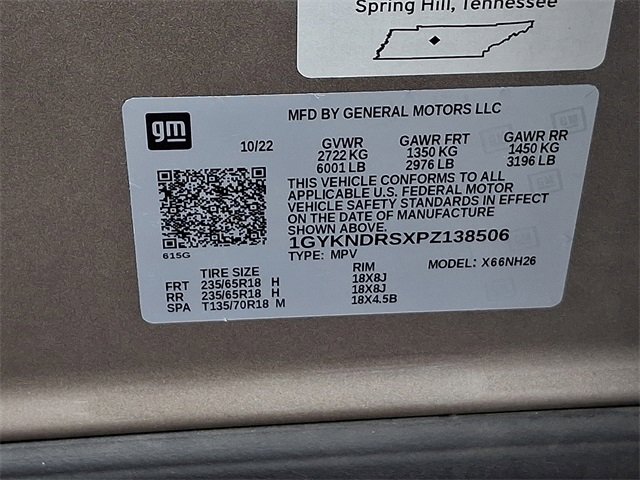 Spring Hill, Tennessee
gm
MFD BY GENERAL MOTORS LLC
10/22
GVWR
2722 KG
6001 LB
GAWR FRT
1350 KG
2976 LB
GAWR RR
1450 KG
3196 LB
THIS VEHICLE CONFORMS TO ALL
APPLICABLE U.S. FEDERAL MOTOR
VEHICLE SAFETY STANDARDS IN EFFECT
ON THE DATE OF MANUFACTURE
SHOWN ABOVE.
1GYKNDRSXPZ138506
TYPE: MPV
MODEL: X66NH26
615G
TIRE SIZE
RIM
FRT 235/65R18 H 18X8J
RR 235/65R18 H 18X8J
SPA T135/70R18 M 18X4.5B